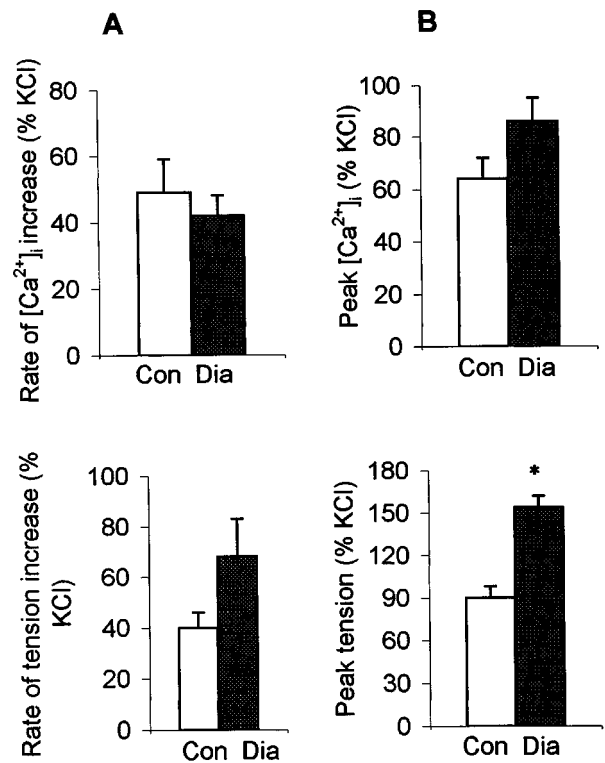 A
Rate of [Ca²⁺]ᵢ increase (% KCl)
80
60
40
20
0
Con Dia
B
Peak [Ca²⁺]ᵢ (% KCl)
100
80
60
40
20
0
Con Dia
Rate of tension increase (%
KCl)
100
80
60
40
20
0
Con Dia
Peak tension (% KCl)
180
150
120
90
60
30
0
*
Con Dia